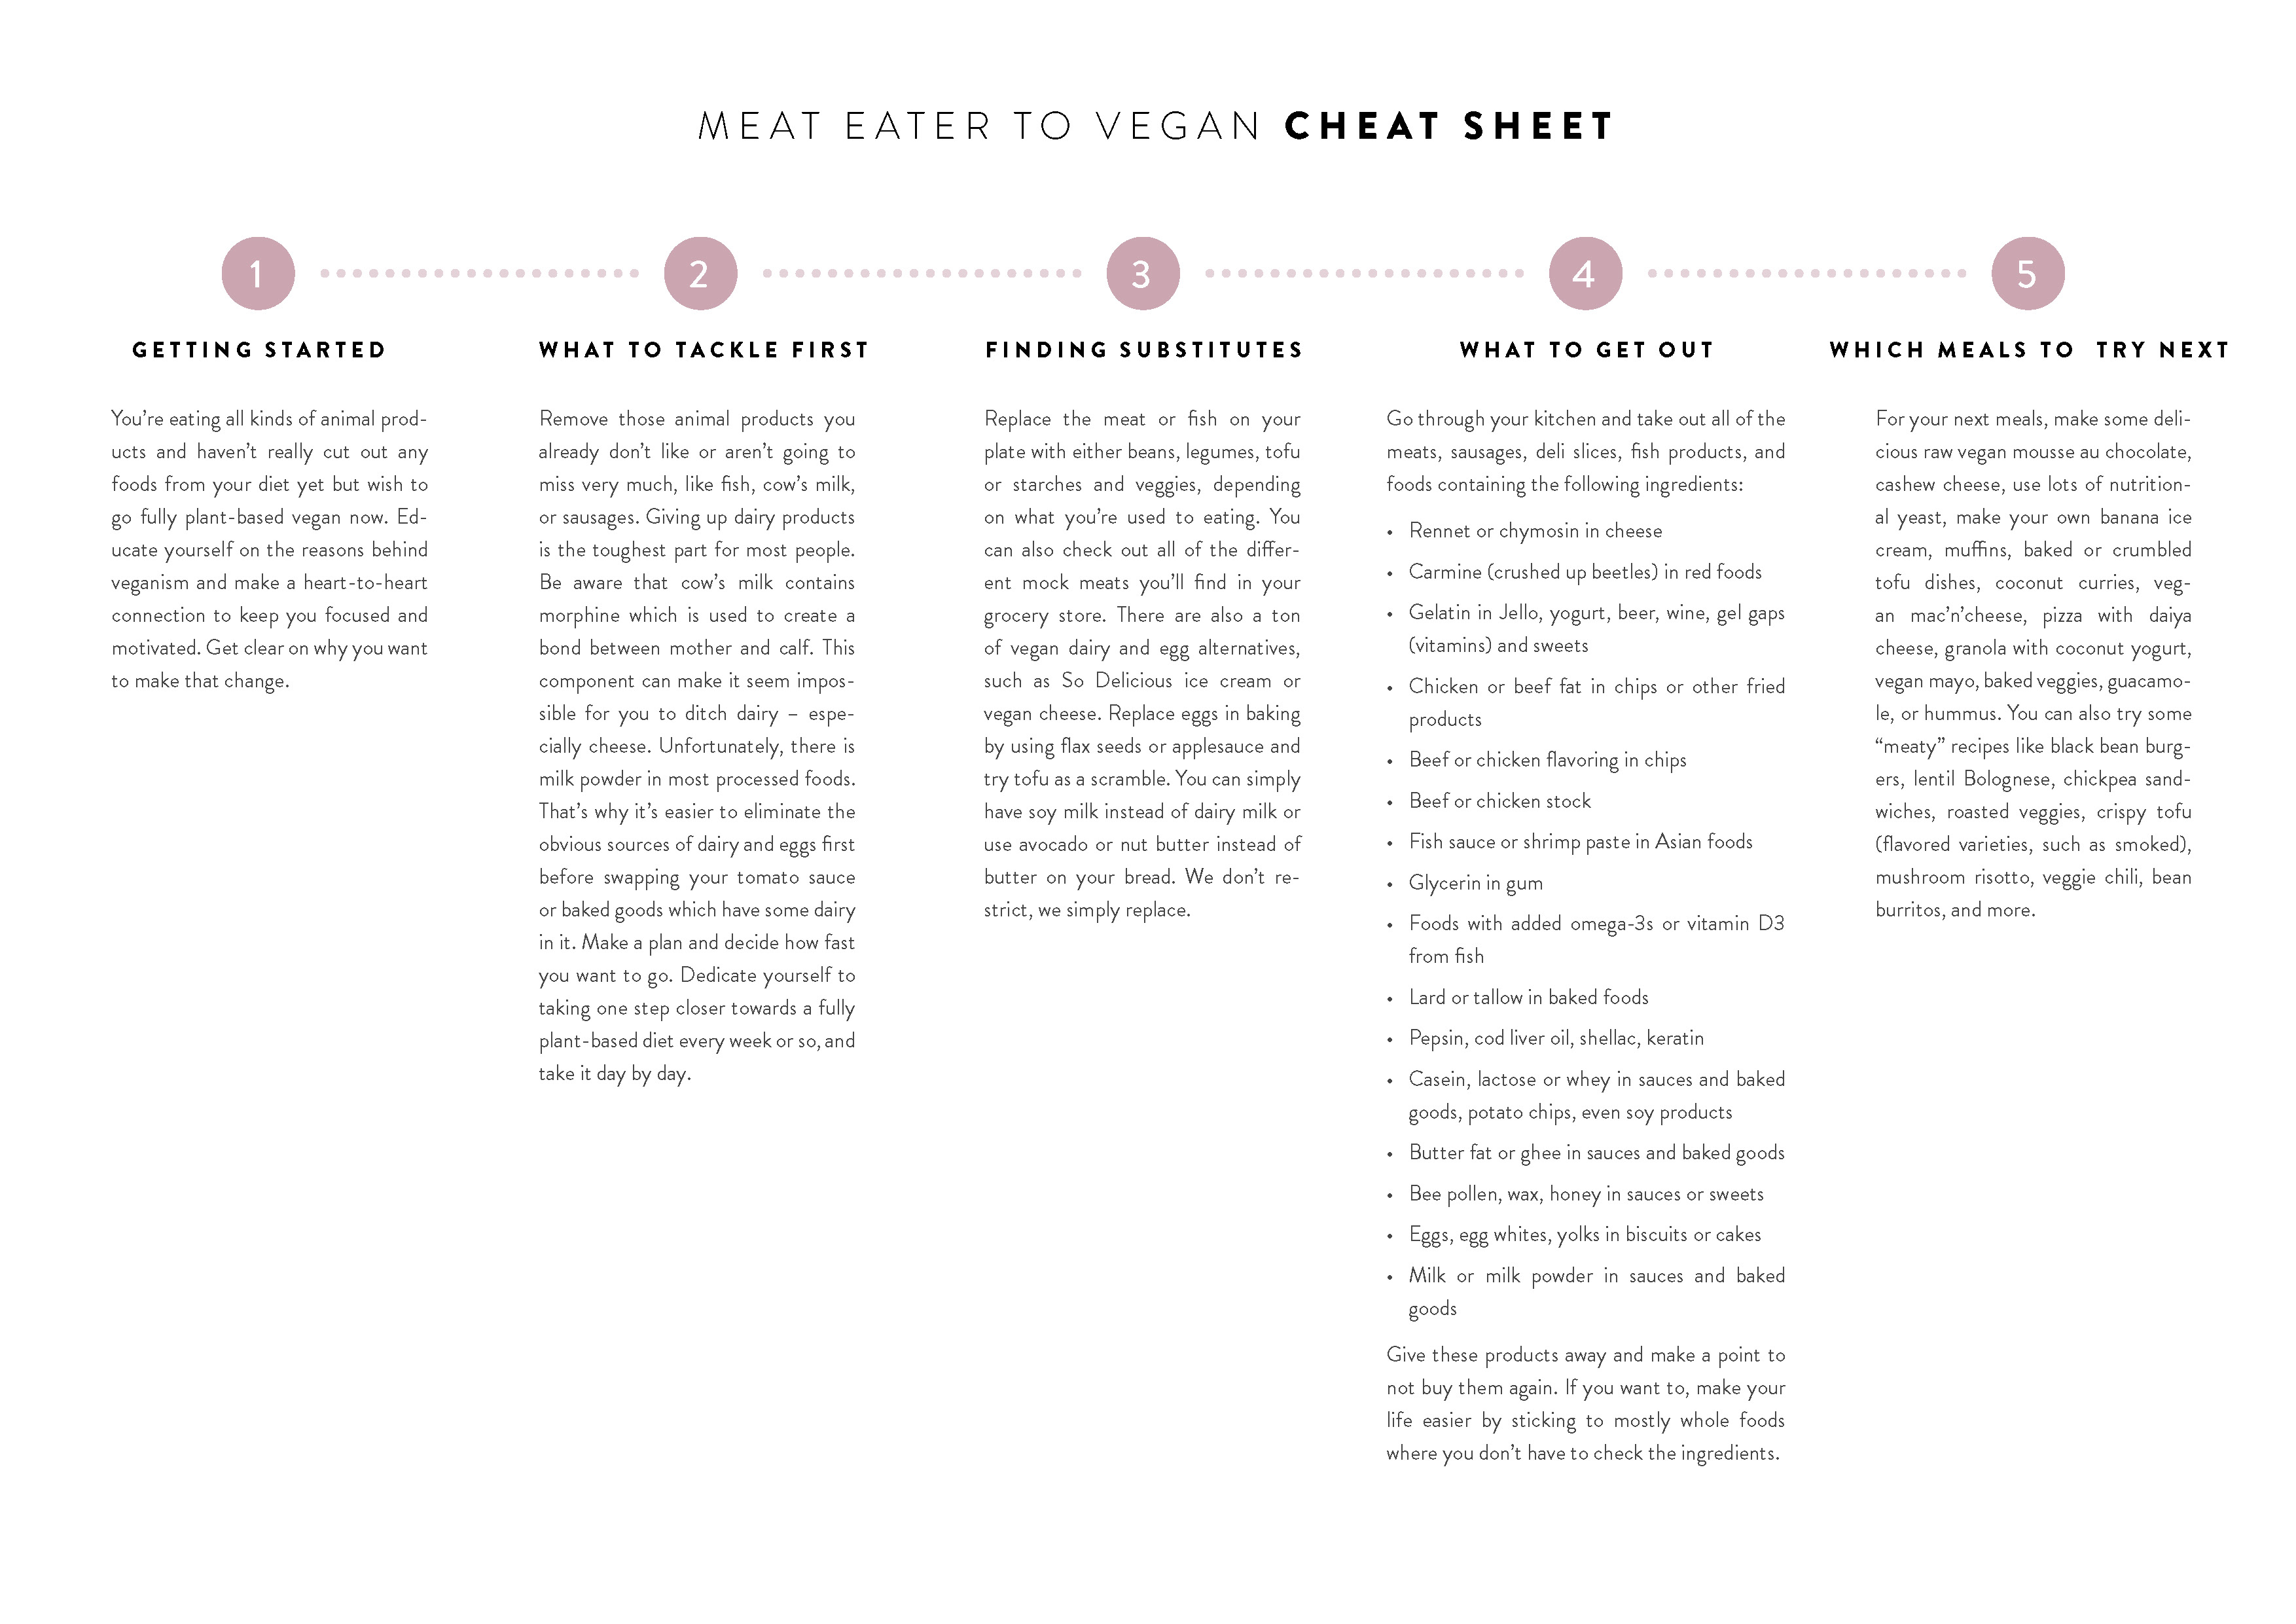 MEAT EATER TO VEGAN CHEAT SHEET
1
GETTING STARTED
You’re eating all kinds of animal prod-
ucts and haven’t really cut out any
foods from your diet yet but wish to
go fully plant-based vegan now. Ed-
ucate yourself on the reasons behind
veganism and make a heart-to-heart
connection to keep you focused and
motivated. Get clear on why you want
to make that change.
2
WHAT TO TACKLE FIRST
Remove those animal products you
already don’t like or aren’t going to
miss very much, like fish, cow’s milk,
or sausages. Giving up dairy products
is the toughest part for most people.
Be aware that cow’s milk contains
morphine which is used to create a
bond between mother and calf. This
component can make it seem impos-
sible for you to ditch dairy – espe-
cially cheese. Unfortunately, there is
milk powder in most processed foods.
That’s why it’s easier to eliminate the
obvious sources of dairy and eggs first
before swapping your tomato sauce
or baked goods which have some dairy
in it. Make a plan and decide how fast
you want to go. Dedicate yourself to
taking one step closer towards a fully
plant-based diet every week or so, and
take it day by day.
3
FINDING SUBSTITUTES
Replace the meat or fish on your
plate with either beans, legumes, tofu
or starches and veggies, depending
on what you’re used to eating. You
can also check out all of the differ-
ent mock meats you’ll find in your
grocery store. There are also a ton
of vegan dairy and egg alternatives,
such as So Delicious ice cream or
vegan cheese. Replace eggs in baking
by using flax seeds or applesauce and
try tofu as a scramble. You can simply
have soy milk instead of dairy milk or
use avocado or nut butter instead of
butter on your bread. We don’t re-
strict, we simply replace.
4
WHAT TO GET OUT
Go through your kitchen and take out all of the
meats, sausages, deli slices, fish products, and
foods containing the following ingredients:
• Rennet or chymosin in cheese
• Carmine (crushed up beetles) in red foods
• Gelatin in Jello, yogurt, beer, wine, gel gaps
(vitamins) and sweets
• Chicken or beef fat in chips or other fried
products
• Beef or chicken flavoring in chips
• Beef or chicken stock
• Fish sauce or shrimp paste in Asian foods
• Glycerin in gum
• Foods with added omega-3s or vitamin D3
from fish
• Lard or tallow in baked foods
• Pepsin, cod liver oil, shellac, keratin
• Casein, lactose or whey in sauces and baked
goods, potato chips, even soy products
• Butter fat or ghee in sauces and baked goods
• Bee pollen, wax, honey in sauces or sweets
• Eggs, egg whites, yolks in biscuits or cakes
• Milk or milk powder in sauces and baked
goods
Give these products away and make a point to
not buy them again. If you want to, make your
life easier by sticking to mostly whole foods
where you don’t have to check the ingredients.
5
WHICH MEALS TO TRY NEXT
For your next meals, make some deli-
cious raw vegan mousse au chocolate,
cashew cheese, use lots of nutrition-
al yeast, make your own banana ice
cream, muffins, baked or crumbled
tofu dishes, coconut curries, veg-
an mac’n’cheese, pizza with daiya
cheese, granola with coconut yogurt,
vegan mayo, baked veggies, guacamo-
le, or hummus. You can also try some
“meaty” recipes like black bean burg-
ers, lentil Bolognese, chickpea sand-
wiches, roasted veggies, crispy tofu
(flavored varieties, such as smoked),
mushroom risotto, veggie chili, bean
burritos, and more.